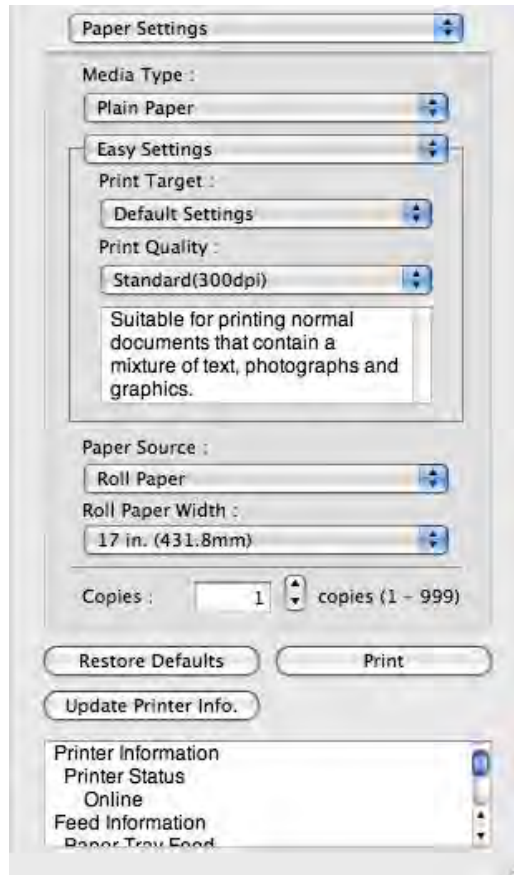 Paper Settings
Media Type :
Plain Paper
Easy Settings
Print Target :
Default Settings
Print Quality :
Standard(300dpi)
Suitable for printing normal
documents that contain a
mixture of text, photographs and
graphics.
Paper Source :
Roll Paper
Roll Paper Width :
17 in. (431.8mm)
Copies : 1 copies (1 - 999)
Restore Defaults Print
Update Printer Info.
Printer Information
Printer Status
Online
Feed Information
Paper Tray Feed